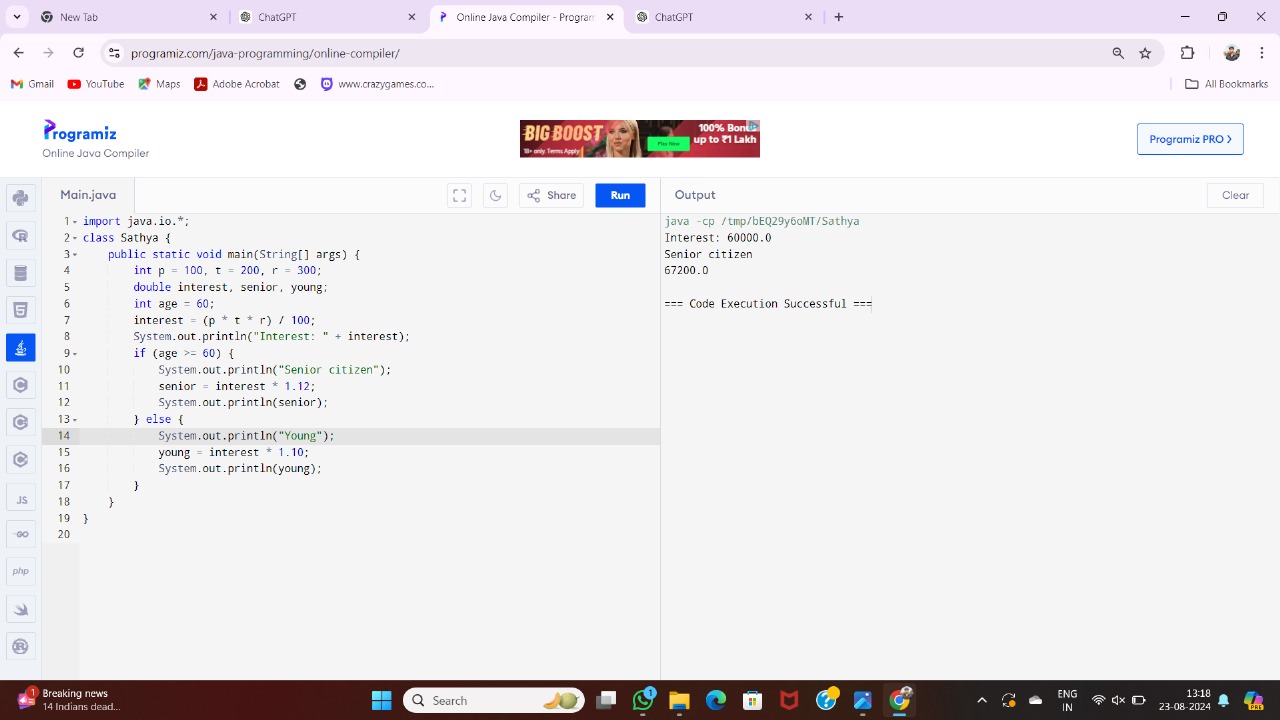 New Tab
ChatGPT
Online Java Compiler - Program
ChatGPT
programiz.com/java-programming/online-compiler/
Gmail
YouTube
Maps
Adobe Acrobat
www.crazygames.co...
All Bookmarks
Programiz
Online Java Compiler
BIG BOOST
18+ only. Terms Apply
Play Now
100% Bonu
up to ₹1 Lakh
Programiz PRO >
Main.java
Share
Run
Output
Clear
1 import java.io.*;
2 class Sathya {
3 public static void main(String[] args) {
4 int p = 100, t = 200, r = 300;
5 double interest, senior, young;
6 int age = 60;
7 interest = (p * t * r) / 100;
8 System.out.println("Interest: " + interest);
9 if (age >= 60) {
10 System.out.println("Senior citizen");
11 senior = interest * 1.12;
12 System.out.println(senior);
13 } else {
14 System.out.println("Young");
15 young = interest * 1.10;
16 System.out.println(young);
17 }
18 }
19 }
20
java -cp /tmp/bEQ29y6oMT/Sathya
Interest: 60000.0
Senior citizen
67200.0
=== Code Execution Successful ===
JS
GO
php
1
Breaking news
14 Indians dead...
Search
1
ENG
IN
13:18
23-08-2024
PRE